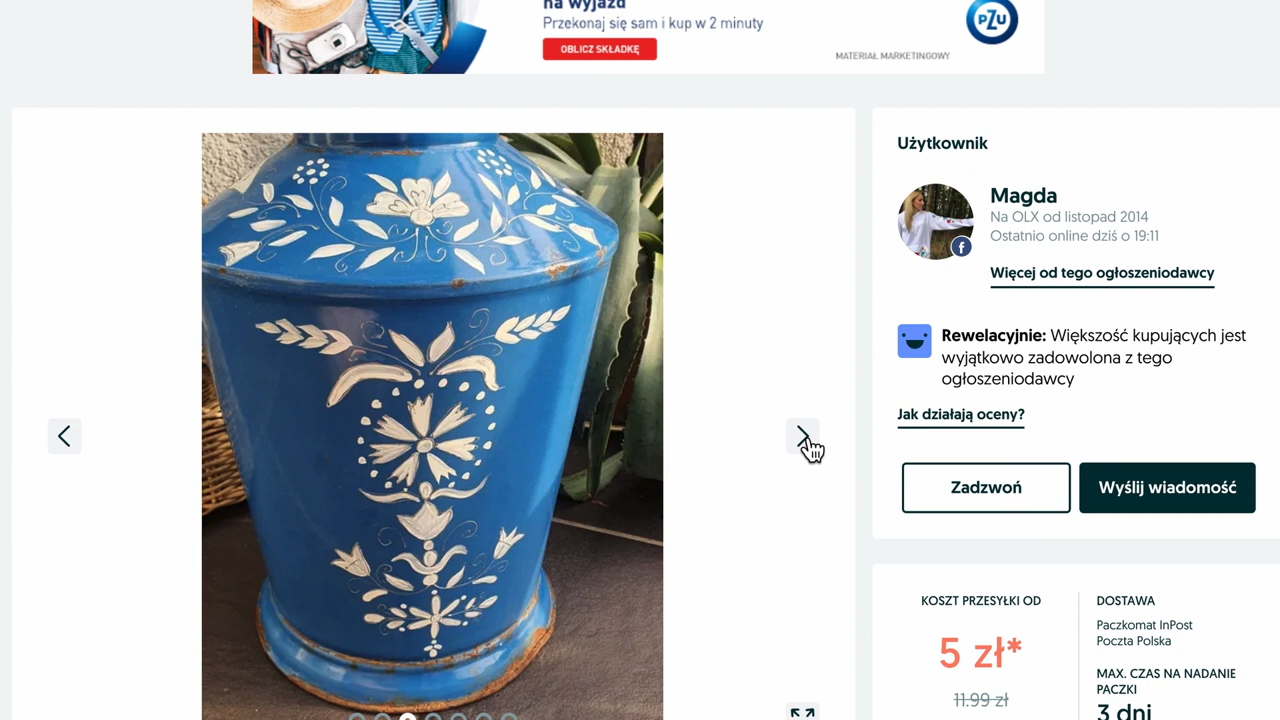 na wyjazd
Przekonaj się sam i kup w 2 minuty
OBLICZ SKŁADKĘ
MATERIAŁ MARKETINGOWY
PZU
Użytkownik
Magda
Na OLX od listopad 2014
Ostatnio online dziś o 19:11
Więcej od tego ogłoszeniodawcy
f
Rewelacyjnie: Większość kupujących jest
wyjątkowo zadowolona z tego
ogłoszeniodawcy
Jak działają oceny?
Zadzwoń
Wyślij wiadomość
KOSZT PRZESYŁKI OD
5 zł*
11.99 zł
DOSTAWA
Paczkomat InPost
Poczta Polska
MAX. CZAS NA NADANIE
PACZKI
3 dni